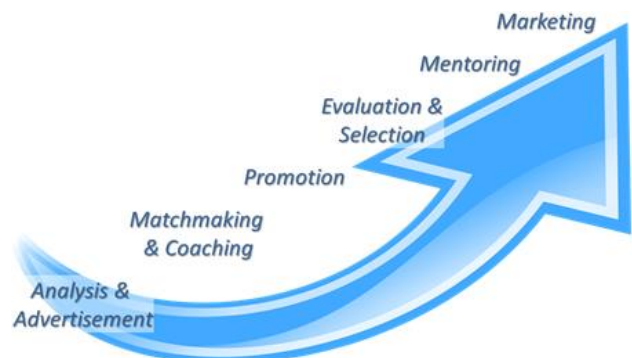 Marketing
Mentoring
Evaluation &
Selection
Promotion
Matchmaking
& Coaching
Analysis &
Advertisement